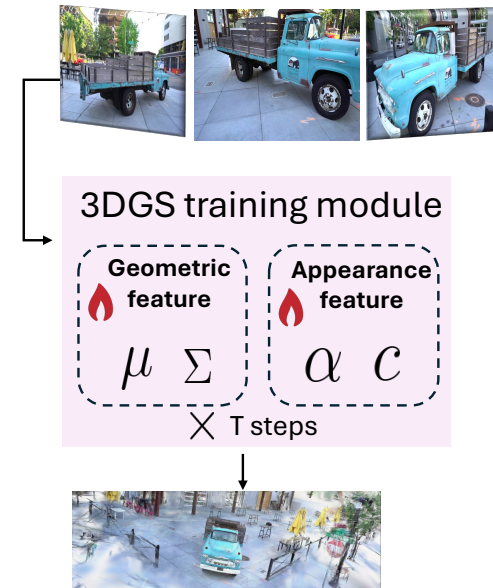 3DGS training module
Geometric
feature
Appearance
feature
μ Σ
α c
× T steps